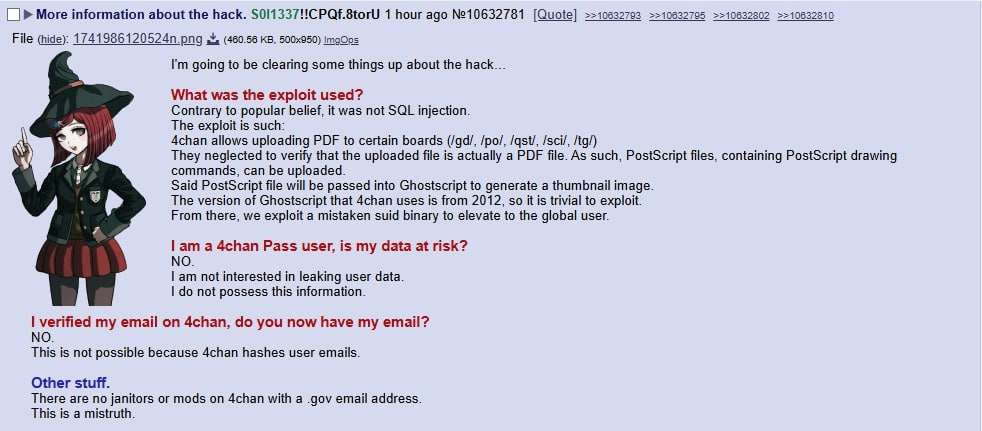 More information about the hack. S0I1337!!CPQf.8torU 1 hour ago №10632781 [Quote] >>10632793 >>10632795 >>10632802 >>10632810
File (hide): 1741986120524n.png (460.56 KB, 500x950) ImgOps
I'm going to be clearing some things up about the hack...
What was the exploit used?
Contrary to popular belief, it was not SQL injection.
The exploit is such:
4chan allows uploading PDF to certain boards (/gd/, /po/, /qst/, /sci/, /tg/)
They neglected to verify that the uploaded file is actually a PDF file. As such, PostScript files, containing PostScript drawing
commands, can be uploaded.
Said PostScript file will be passed into Ghostscript to generate a thumbnail image.
The version of Ghostscript that 4chan uses is from 2012, so it is trivial to exploit.
From there, we exploit a mistaken suid binary to elevate to the global user.
I am a 4chan Pass user, is my data at risk?
NO.
I am not interested in leaking user data.
I do not possess this information.
I verified my email on 4chan, do you now have my email?
NO.
This is not possible because 4chan hashes user emails.
Other stuff.
There are no janitors or mods on 4chan with a .gov email address.
This is a mistruth.